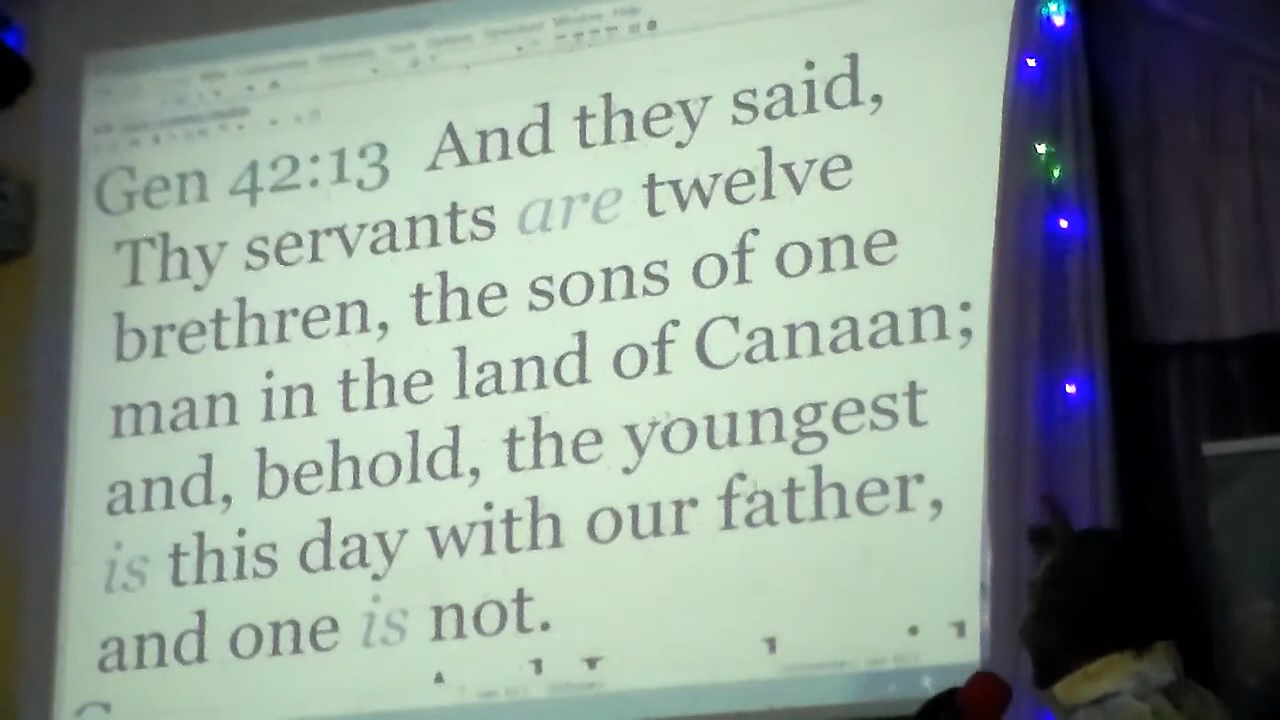 Gen 42:13 And they said,
Thy servants are twelve
brethren, the sons of one
man in the land of Canaan;
and, behold, the youngest
is this day with our father,
and one is not.